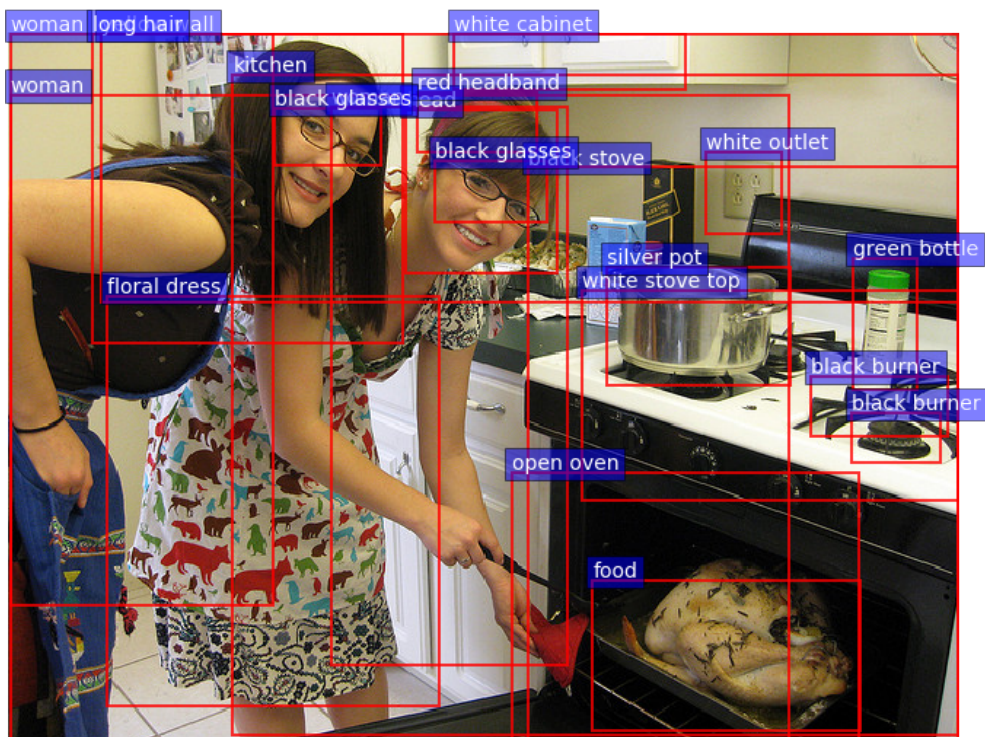 woman
long hair
wall
white cabinet
kitchen
woman
red headband
black glasses
ead
white outlet
black glasses
black stove
green bottle
silver pot
white stove top
floral dress
black burner
black burner
open oven
food